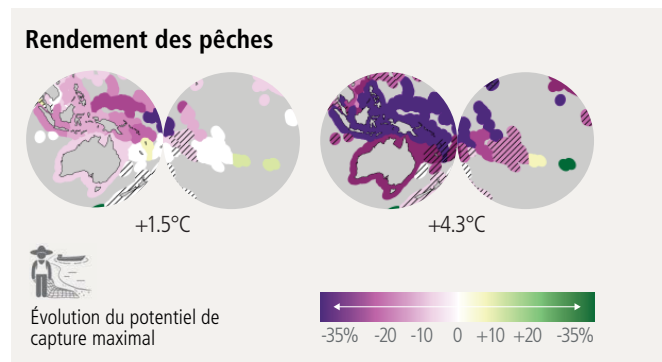 Rendement des pêches
+1.5°C
+4.3°C
Évolution du potentiel de
capture maximal
-35% -20 -10 0 +10 +20 -35%